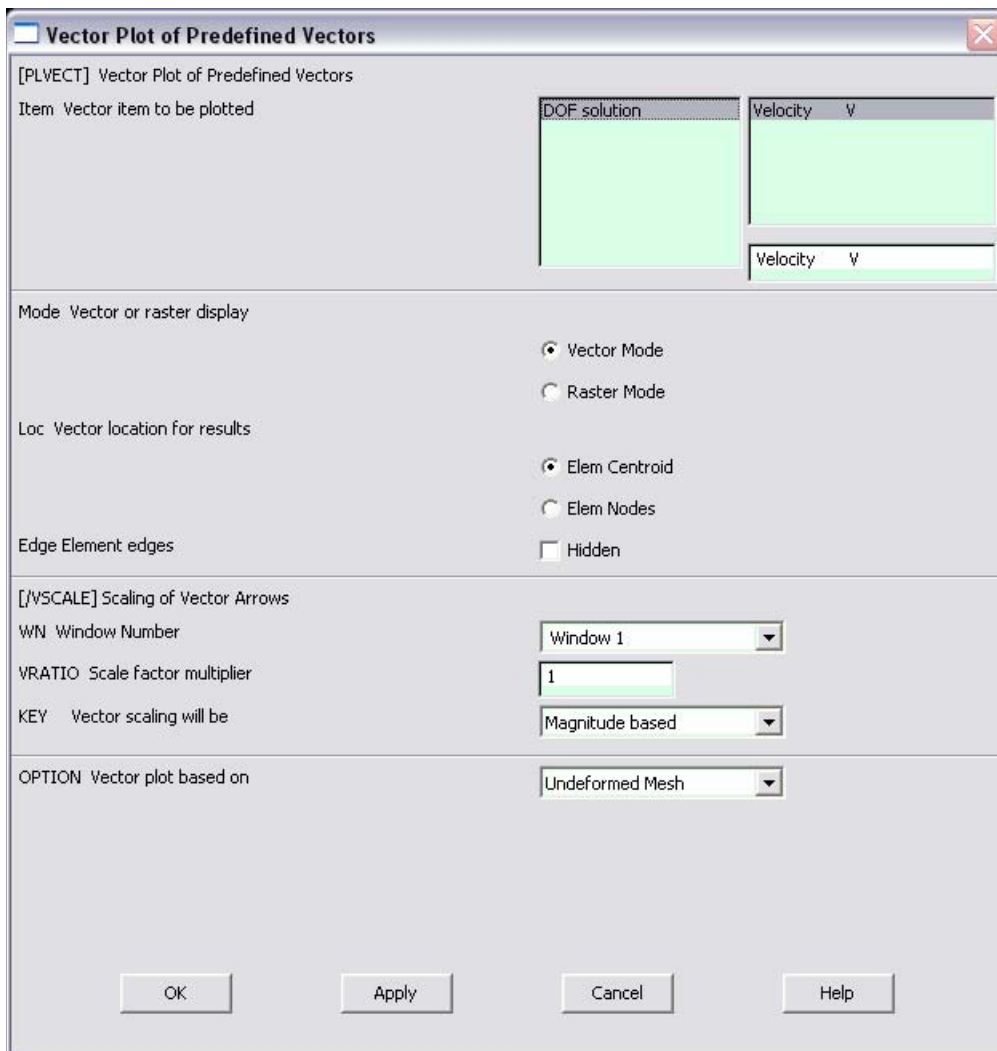 Vector Plot of Predefined Vectors
[PLVECT] Vector Plot of Predefined Vectors
Item Vector item to be plotted
DOF solution
Velocity V
Velocity V
Mode Vector or raster display
Vector Mode
Raster Mode
Loc Vector location for results
Elem Centroid
Elem Nodes
Edge Element edges
Hidden
[/VSCALE] Scaling of Vector Arrows
WN Window Number
Window 1
VRATIO Scale factor multiplier
1
KEY Vector scaling will be
Magnitude based
OPTION Vector plot based on
Undeformed Mesh
OK
Apply
Cancel
Help